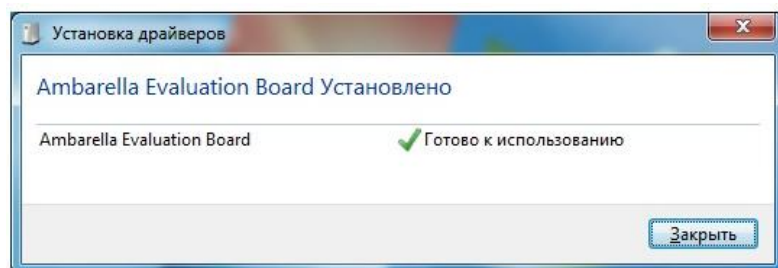 Установка драйверов
Ambarella Evaluation Board Установлено
Ambarella Evaluation Board Готово к использованию
Закрыть